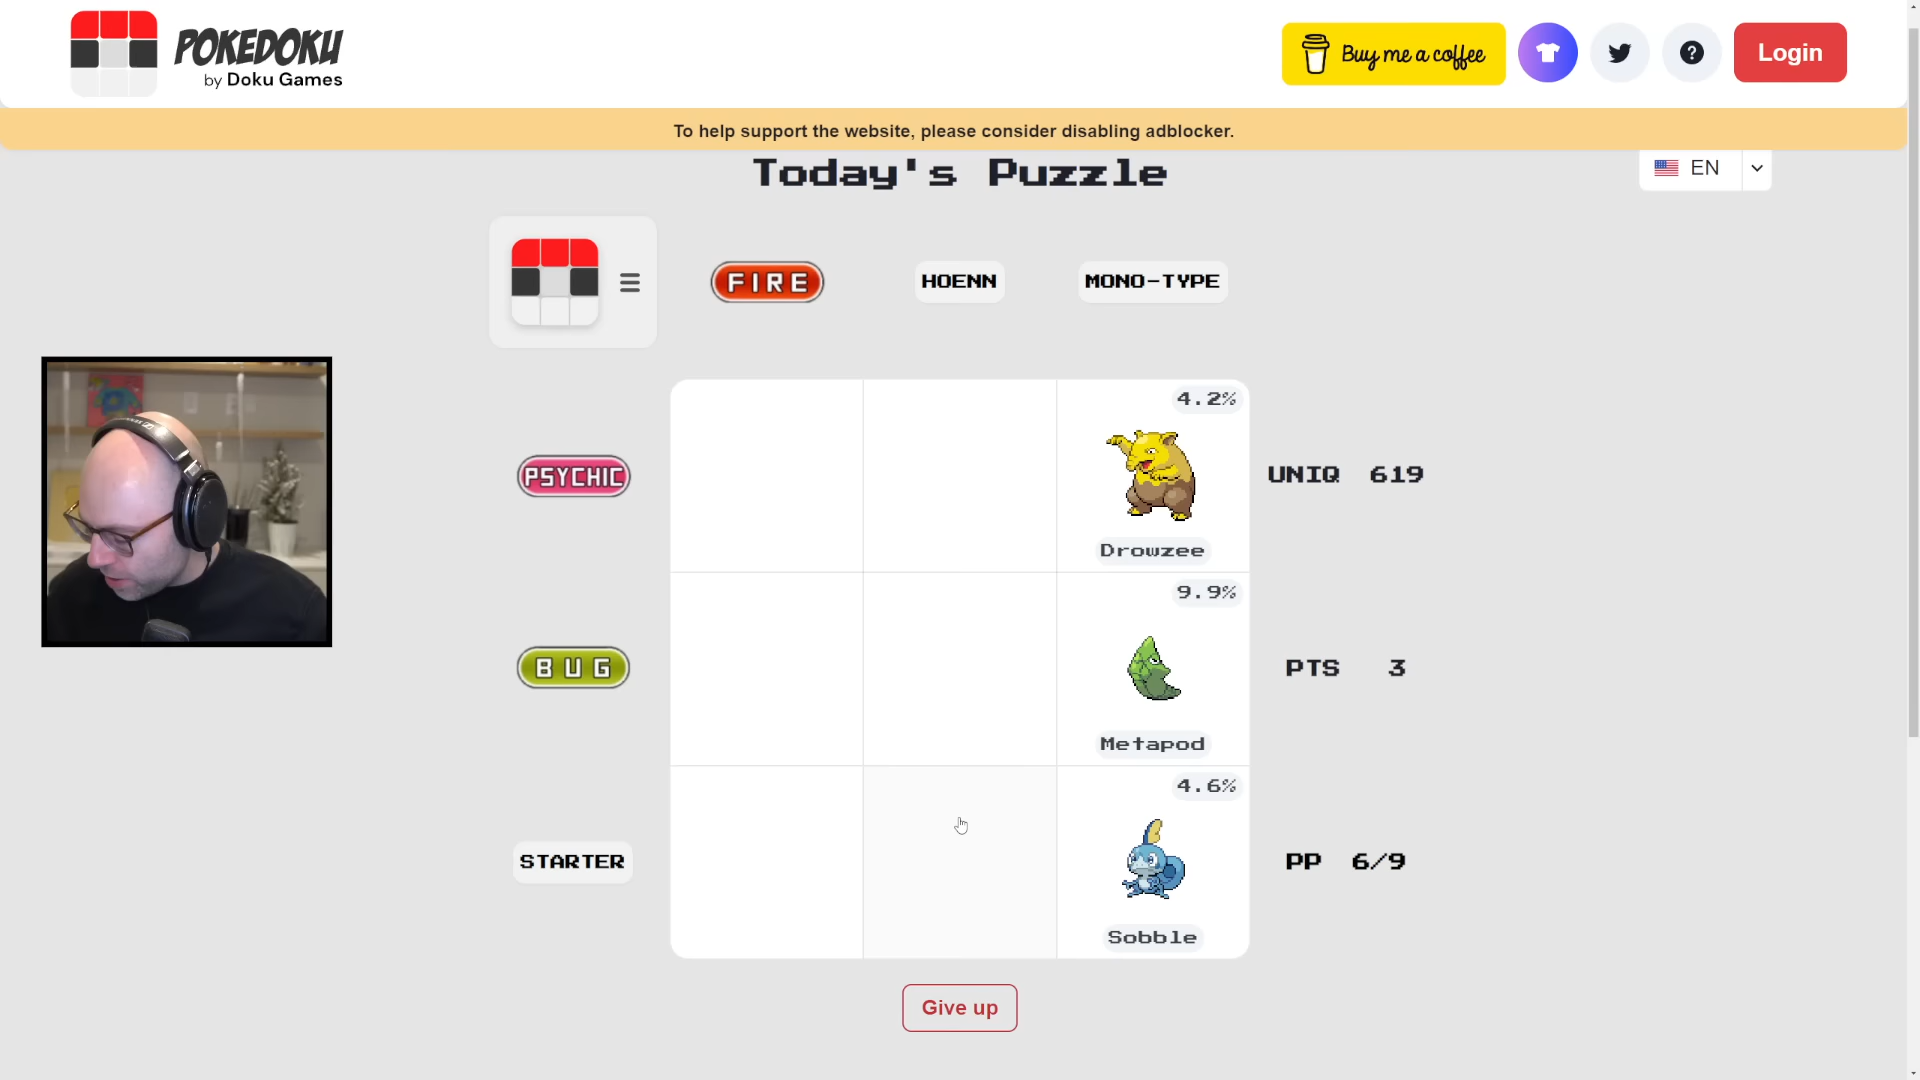 POKEDOKU
by Doku Games
Buy me a coffee
Login
To help support the website, please consider disabling adblocker.
Today's Puzzle
EN
FIRE
HOENN
MONO-TYPE
4.2%
PSYCHIC
Drowzee
UNIQ 619
9.9%
BUG
Metapod
PTS 3
4.6%
STARTER
Sobble
PP 6/9
Give up